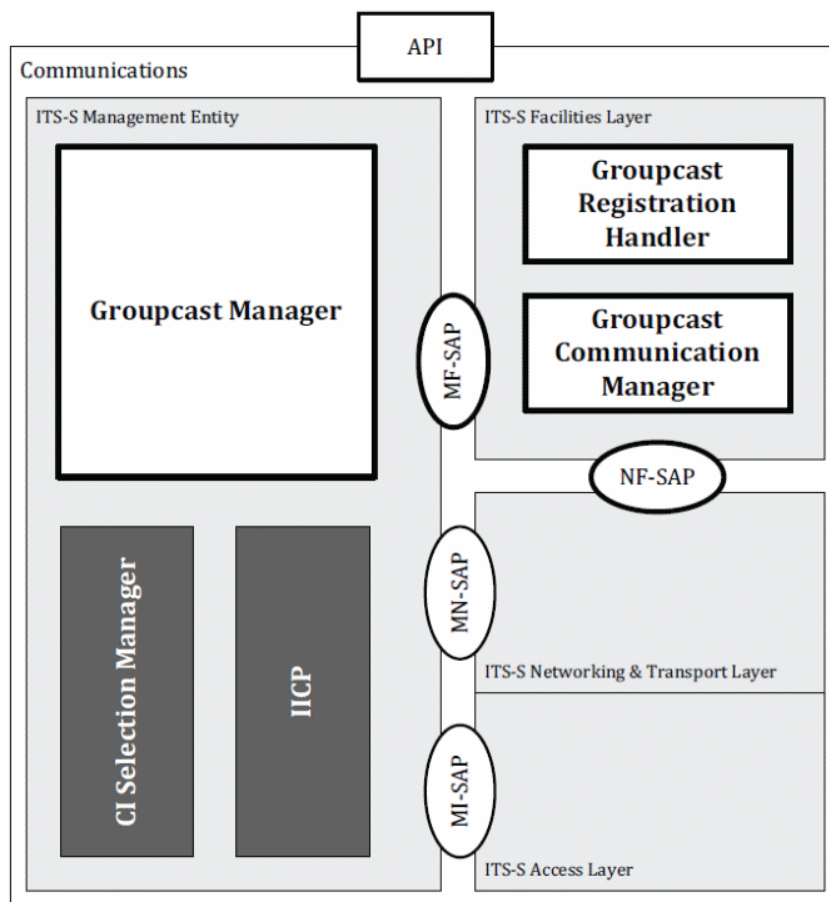 API
Communications
ITS-S Management Entity
Groupcast Manager
CI Selection Manager
IICP
MF-SAP
MN-SAP
MI-SAP
ITS-S Facilities Layer
Groupcast
Registration
Handler
Groupcast
Communication
Manager
NF-SAP
ITS-S Networking & Transport Layer
ITS-S Access Layer